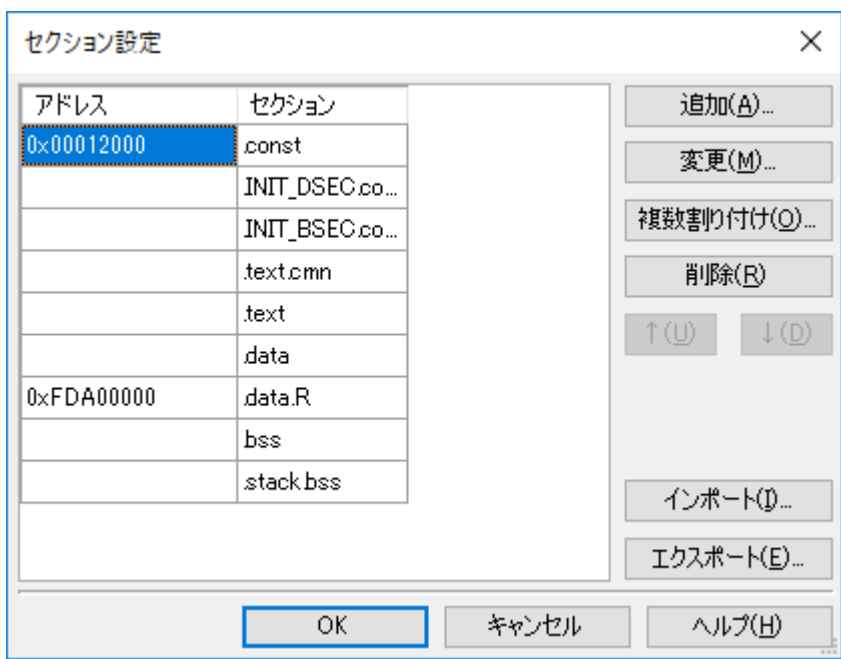 セクション設定
アドレス セクション
0x00012000 .const
.INIT_DSEC.co...
.INIT_BSEC.co...
.text.cmn
.text
.data
0xFDA00000 .data.R
.bss
.stack.bss
追加(A)...
変更(M)...
複数割り付け(O)...
削除(R)
↑(U) ↓(D)
インポート(I)...
エクスポート(E)...
OK キャンセル ヘルプ(H)